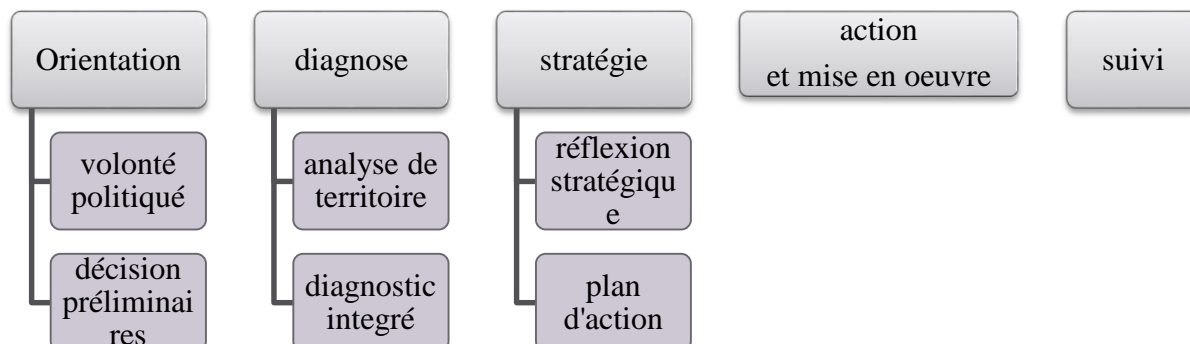 Orientation
volonté
politiqué
décision
préliminai
res
diagnose
analyse de
territoire
diagnostic
integré
stratégie
réflexion
stratégiqu
e
plan
d'action
action
et mise en oeuvre
suivi